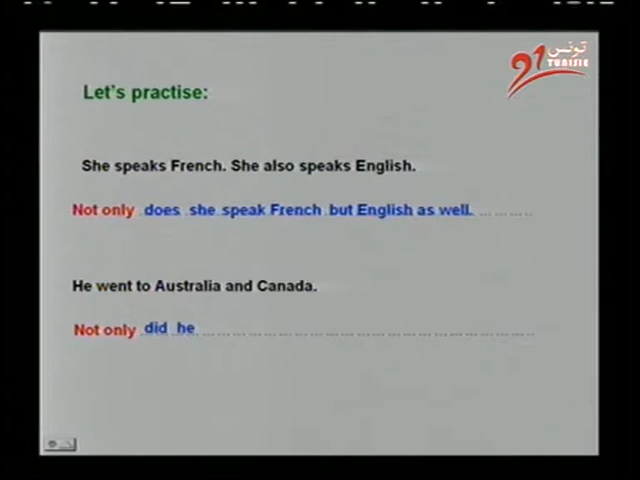 تونس
21
TUNISIE
Let's practise:
She speaks French. She also speaks English.
Not only does she speak French but English as well.
He went to Australia and Canada.
Not only did he